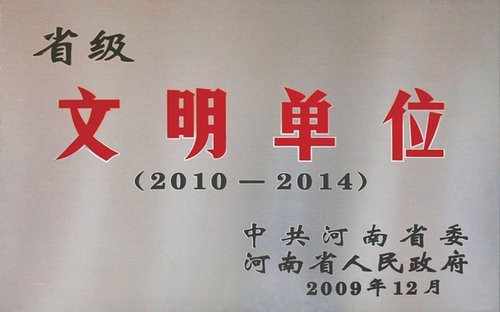 省级
文明单位
(2010—2014)
中共河南省委
河南省人民政府
2009年12月